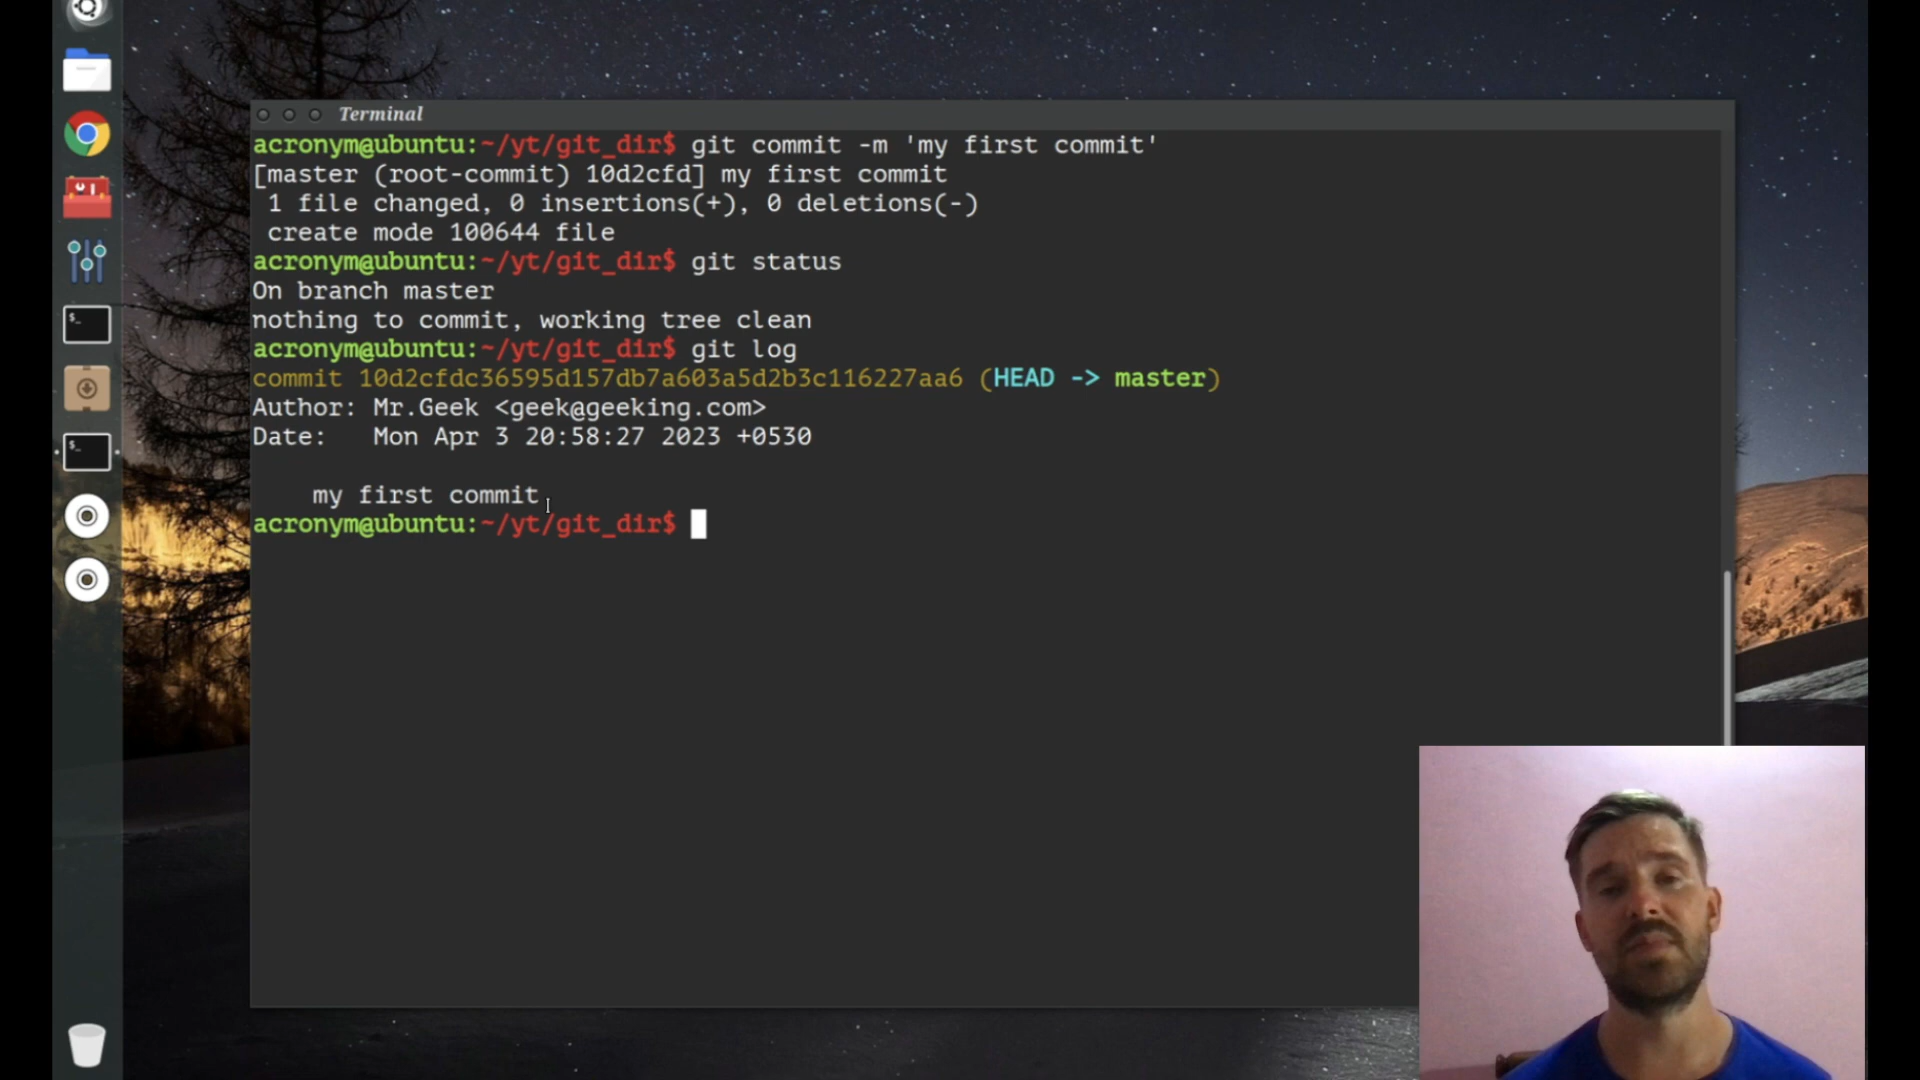 Terminal
acronym@ubuntu:~/yt/git_dir$ git commit -m 'my first commit'
[master (root-commit) 10d2cfd] my first commit
 1 file changed, 0 insertions(+), 0 deletions(-)
 create mode 100644 file
acronym@ubuntu:~/yt/git_dir$ git status
On branch master
nothing to commit, working tree clean
acronym@ubuntu:~/yt/git_dir$ git log
commit 10d2cfdc36595d157db7a603a5d2b3c116227aa6 (HEAD -> master)
Author: Mr.Geek <geek@geeking.com>
Date:   Mon Apr 3 20:58:27 2023 +0530
    my first commit
acronym@ubuntu:~/yt/git_dir$